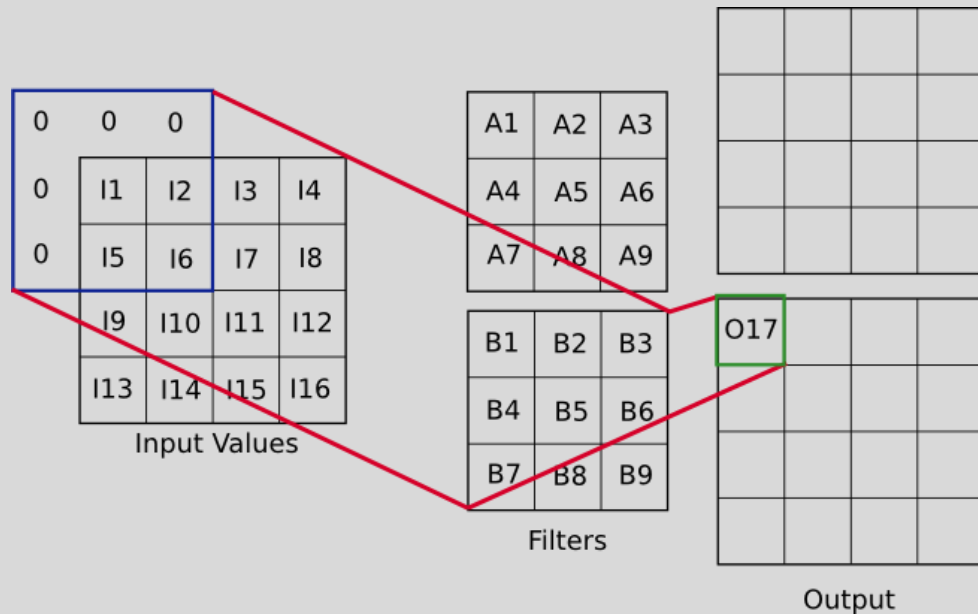 0 0 0
0 I1 I2 I3 I4
0 I5 I6 I7 I8
I9 I10 I11 I12
I13 I14 I15 I16
Input Values
A1 A2 A3
A4 A5 A6
A7 A8 A9
B1 B2 B3
B4 B5 B6
B7 B8 B9
Filters
O17
Output